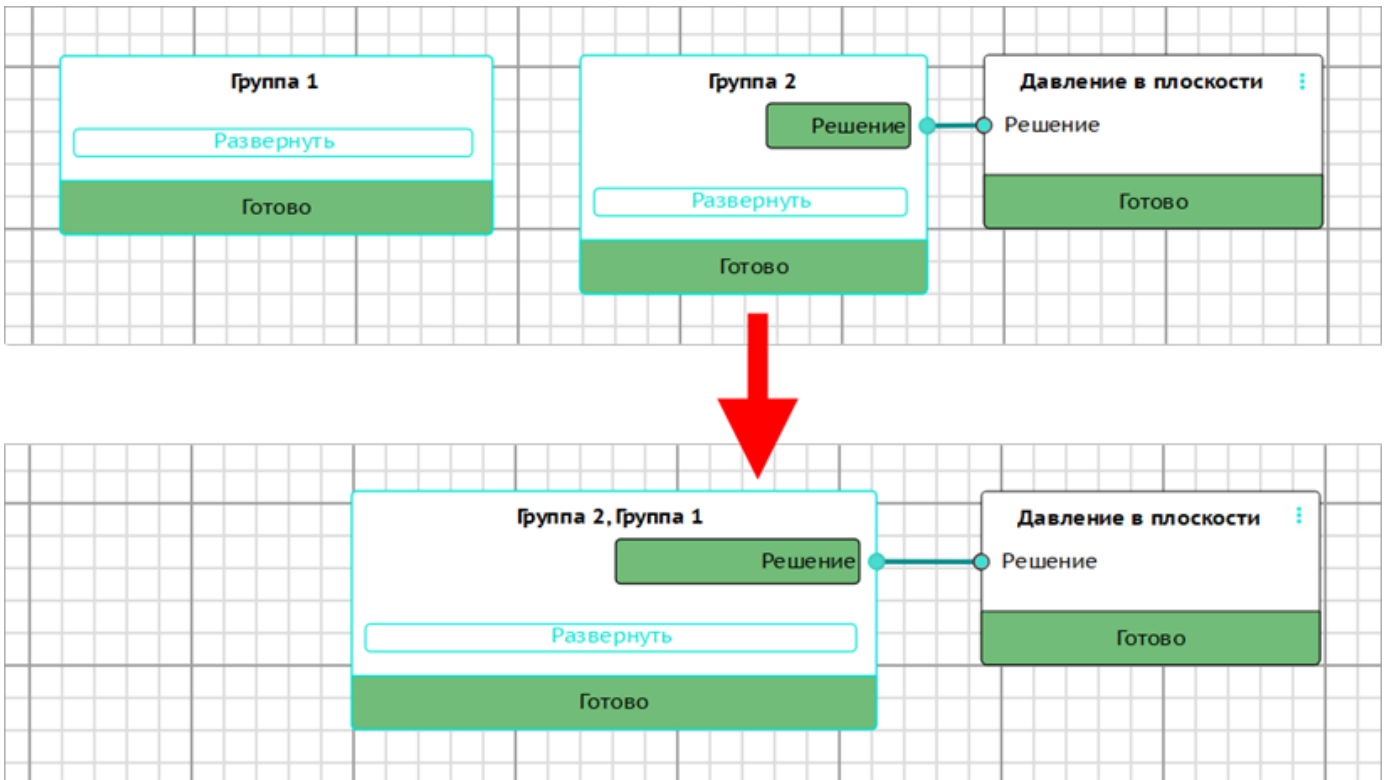 Группа 1
Развернуть
Готово
Группа 2
Решение
Развернуть
Готово
Давление в плоскости
Решение
Готово
Группа 2, Группа 1
Решение
Развернуть
Готово
Давление в плоскости
Решение
Готово